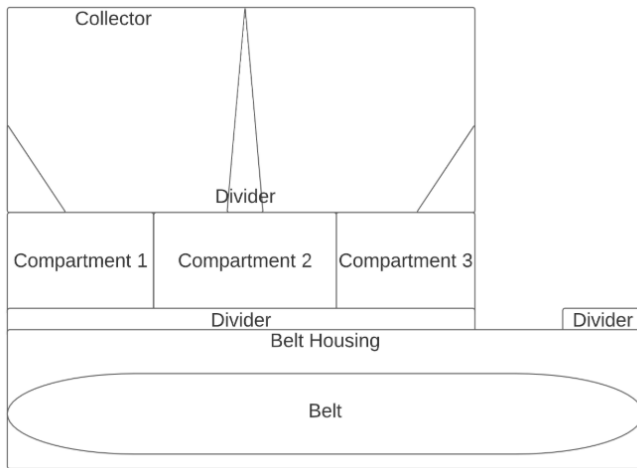 Collector
Divider
Compartment 1
Compartment 2
Compartment 3
Divider
Divider
Belt Housing
Belt